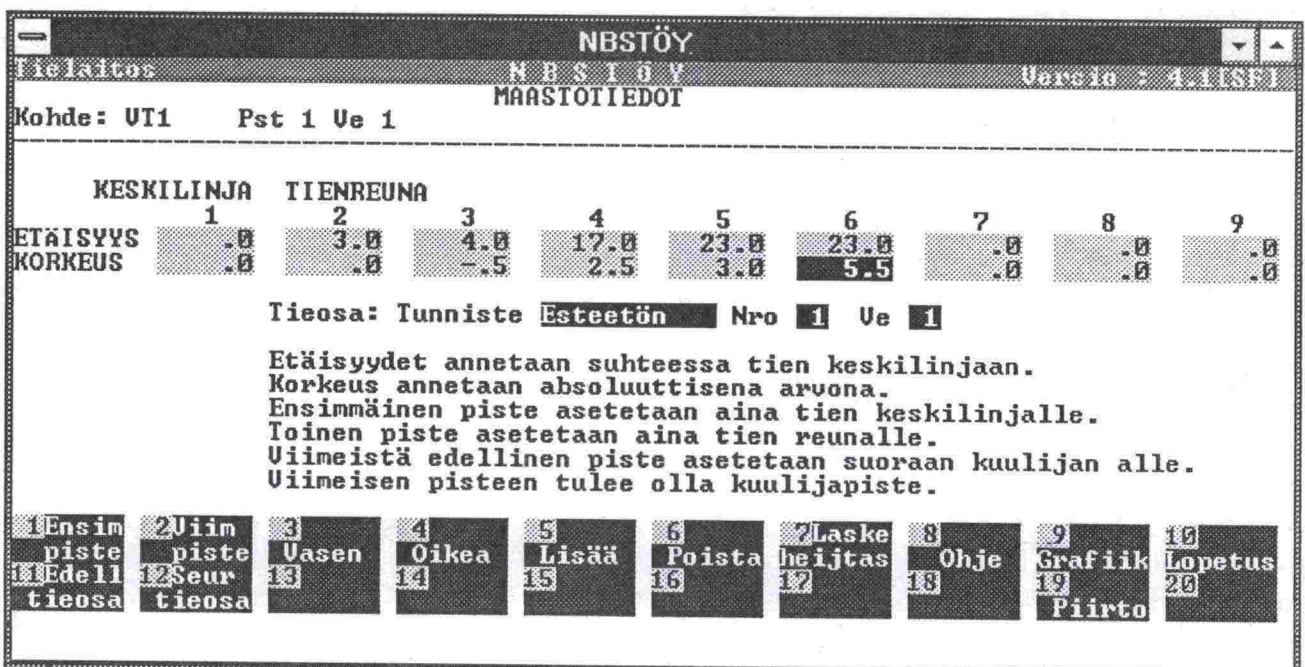 NBSTÖY
Tielaitos N B S T Ö Y Versio : 4.1[SF]
MAASTOTIEDOT
Kohde: VT1 Pst 1 Ve 1
KESKILINJA TIENREUNA
1 2 3 4 5 6 7 8 9
ETÄISYYS .0 3.0 4.0 17.0 23.0 23.0 .0 .0 .0
KORKEUS .0 .0 -.5 2.5 3.0 5.5 .0 .0 .0
Tieosa: Tunniste Esteetön Nro 1 Ve 1
Etäisyydet annetaan suhteessa tien keskilinjaan.
Korkeus annetaan absoluuttisena arvona.
Ensimmäinen piste asetetaan aina tien keskilinjalle.
Toinen piste asetetaan aina tien reunalle.
Viimeistä edellinen piste asetetaan suoraan kuulijan alle.
Viimeisen pisteen tulee olla kuulijapiste.
1Ensim 2Viim 3 4 5 6 7Laske 8 9 10
piste piste Vasen Oikea Lisää Poista heijtas Ohje Grafiik Lopetus
11Edell 12Seur 13 14 15 16 17 18 19 20
tieosa tieosa Piirto